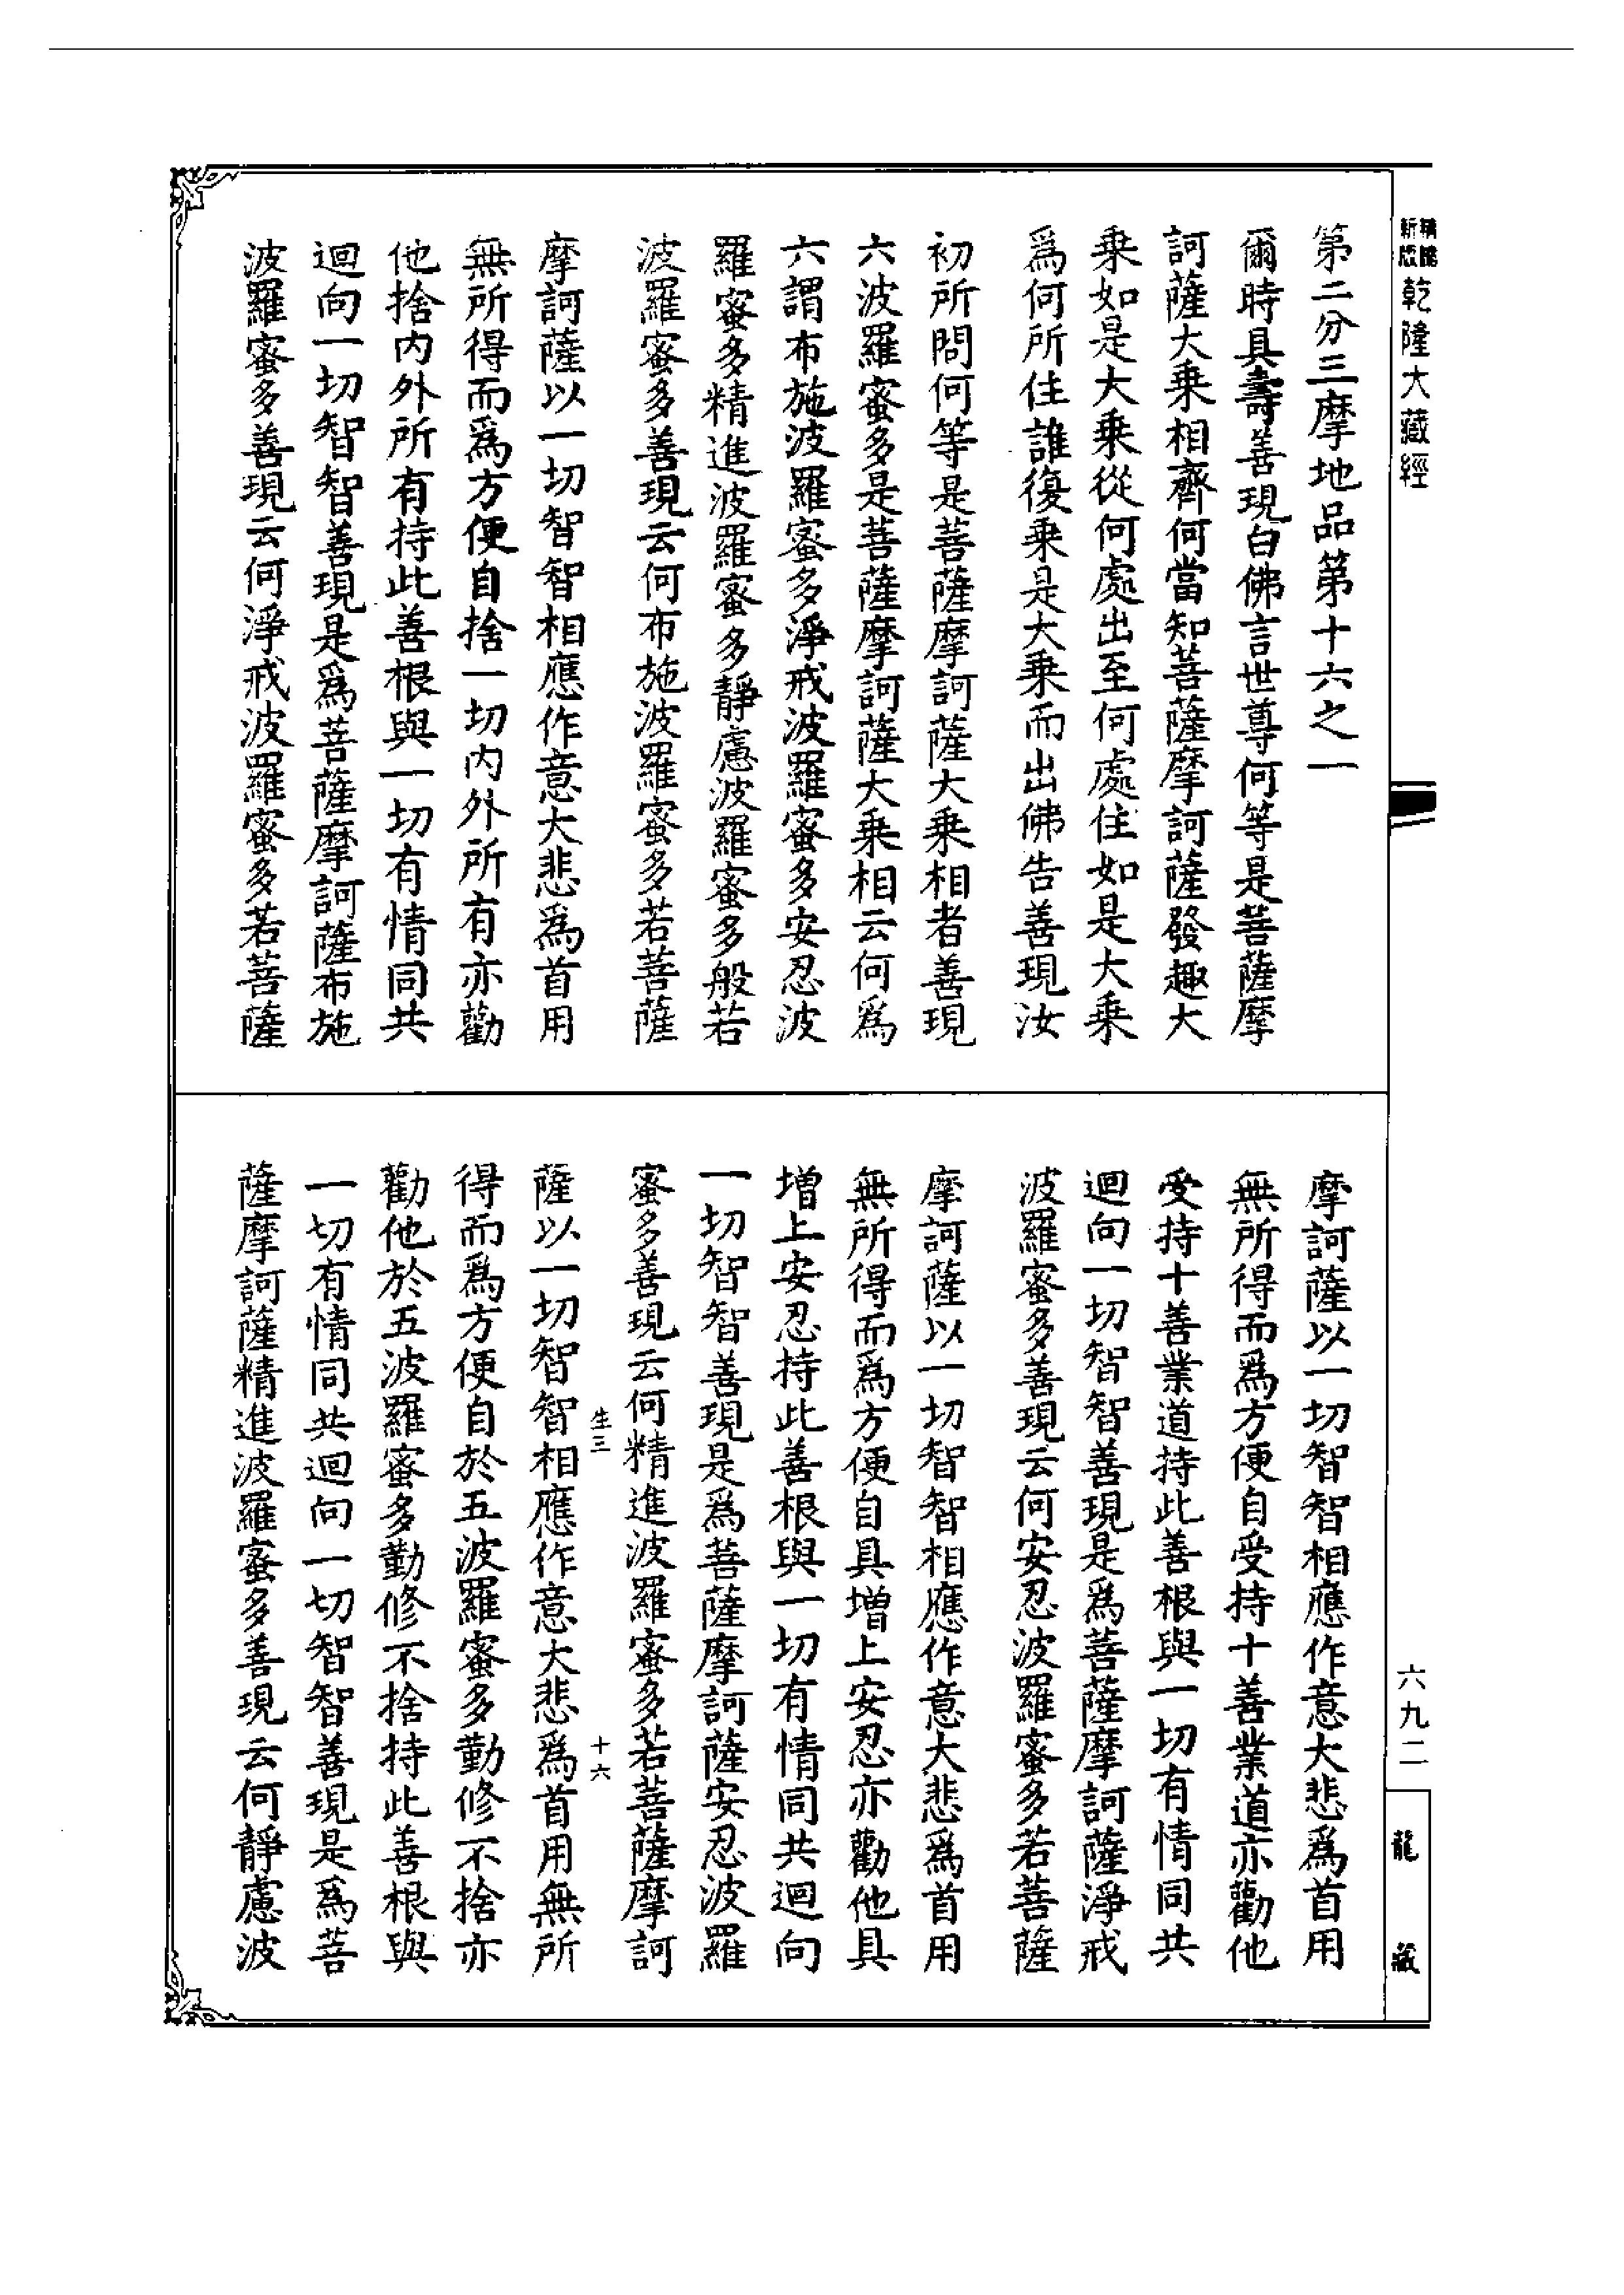 新版
乾隆大藏經
第二分三摩地品第十六之一
爾時具壽善現白佛言世尊何等是菩薩摩
訶薩大乘相齊何當知菩薩摩訶薩發趣大
乘如是大乘從何處出至何處住如是大乘
爲何所住誰復乘是大乘而出佛告善現汝
初所問何等是菩薩摩訶薩大乘相者善現
六波羅蜜多是菩薩摩訶薩大乘相云何爲
六謂布施波羅蜜多淨戒波羅蜜多安忍波
羅蜜多精進波羅蜜多靜慮波羅蜜多般若
波羅蜜多善現云何布施波羅蜜多若菩薩
摩訶薩以一切智智相應作意大悲爲首用
無所得而爲方便自捨一切內外所有亦勸
他捨內外所有持此善根與一切有情同共
迴向一切智智善現是爲菩薩摩訶薩布施
波羅蜜多善現云何淨戒波羅蜜多若菩薩
摩訶薩以一切智智相應作意大悲爲首用
無所得而爲方便自受持十善業道亦勸他
受持十善業道持此善根與一切有情同共
迴向一切智智善現是爲菩薩摩訶薩淨戒
波羅蜜多善現云何安忍波羅蜜多若菩薩
摩訶薩以一切智智相應作意大悲爲首用
無所得而爲方便自具增上安忍亦勸他具
增上安忍持此善根與一切有情同共迴向
一切智智善現是爲菩薩摩訶薩安忍波羅
蜜多善現云何精進波羅蜜多若菩薩摩訶
生三 十六
薩以一切智智相應作意大悲爲首用無所
得而爲方便自於五波羅蜜多勤修不捨亦
勸他於五波羅蜜多勤修不捨持此善根與
一切有情同共迴向一切智智善現是爲菩
薩摩訶薩精進波羅蜜多善現云何靜慮波
六九二
龍藏